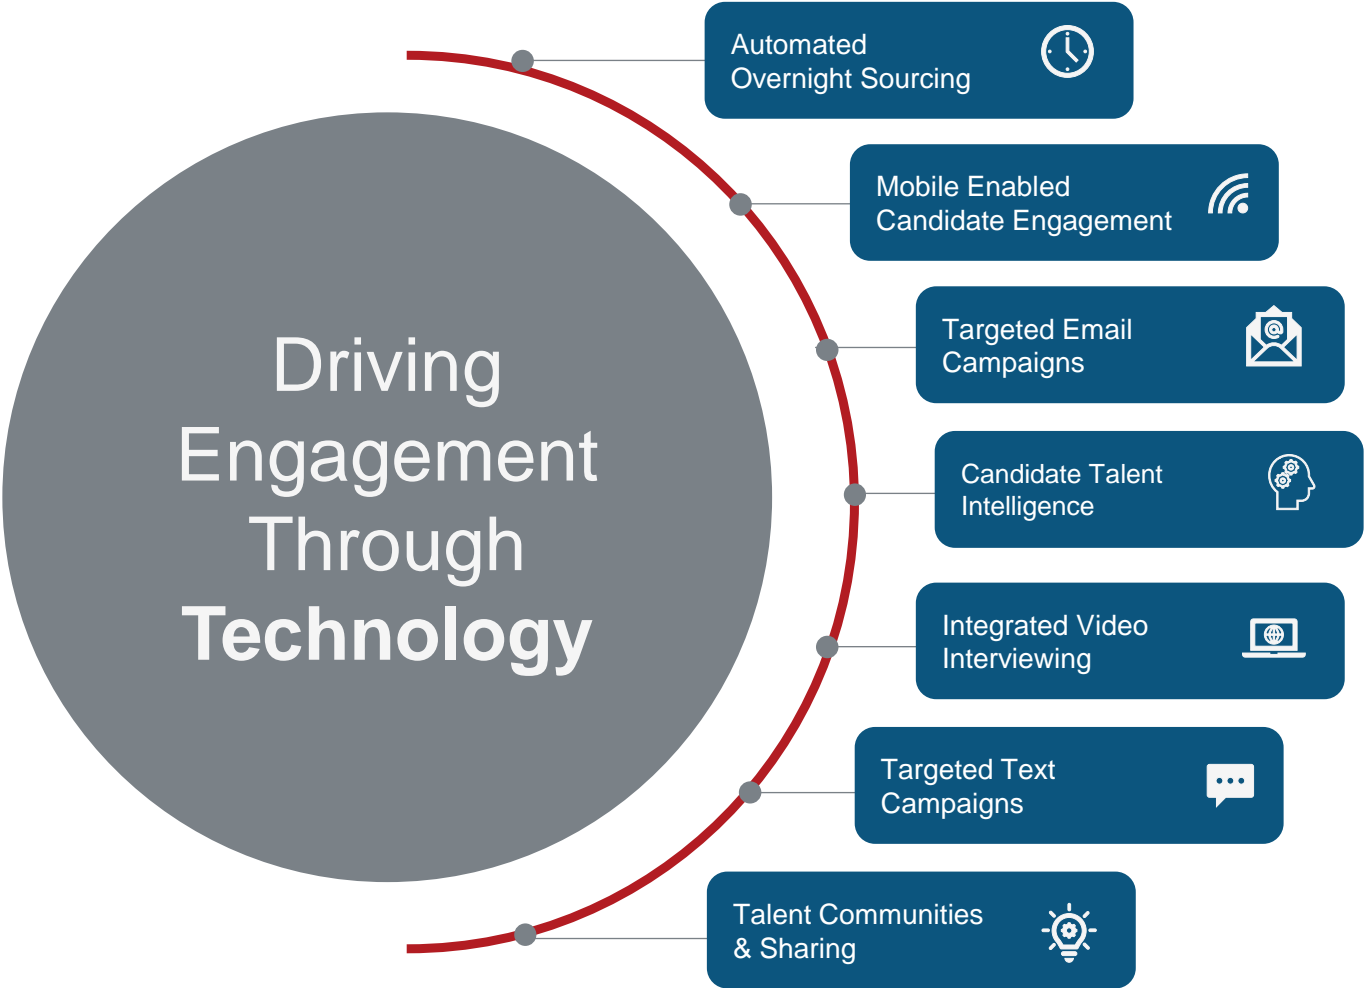 Driving
Engagement
Through
Technology
Automated
Overnight Sourcing
Mobile Enabled
Candidate Engagement
Targeted Email
Campaigns
@
Candidate Talent
Intelligence
Integrated Video
Interviewing
Targeted Text
Campaigns
Talent Communities
& Sharing